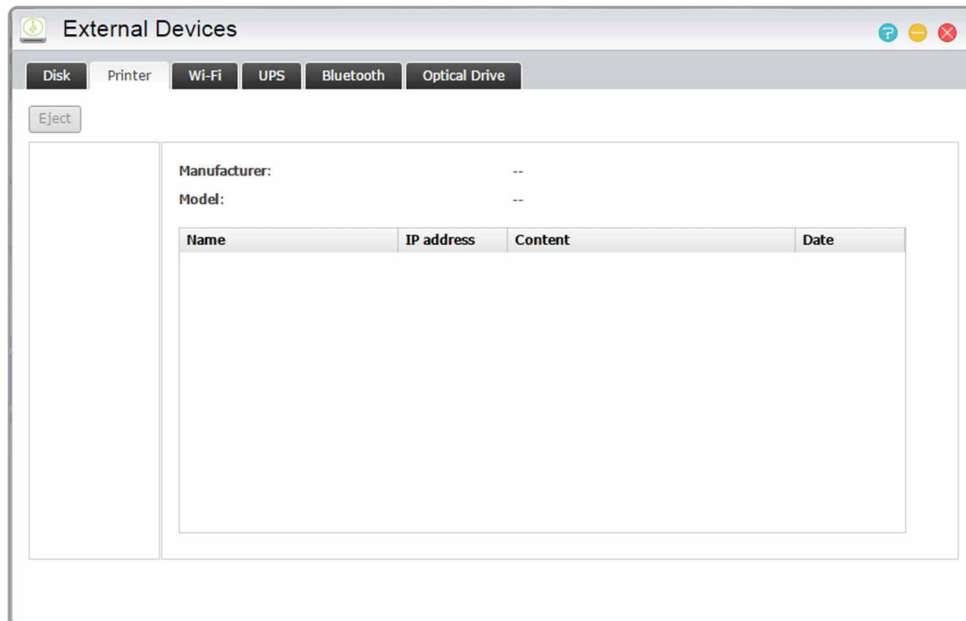 External Devices
?
Disk Printer Wi-Fi UPS Bluetooth Optical Drive
Eject
Manufacturer: --
Model: --
Name IP address Content Date